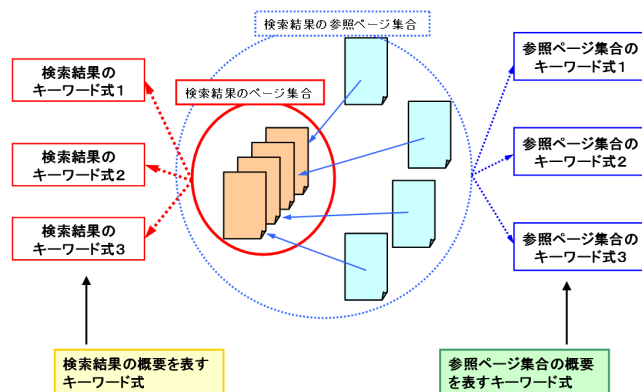 検索結果の参照ページ集合
検索結果のページ集合
検索結果の
キーワード式1
検索結果の
キーワード式2
検索結果の
キーワード式3
参照ページ集合の
キーワード式1
参照ページ集合の
キーワード式2
参照ページ集合の
キーワード式3
検索結果の概要を表す
キーワード式
参照ページ集合の概要
を表すキーワード式